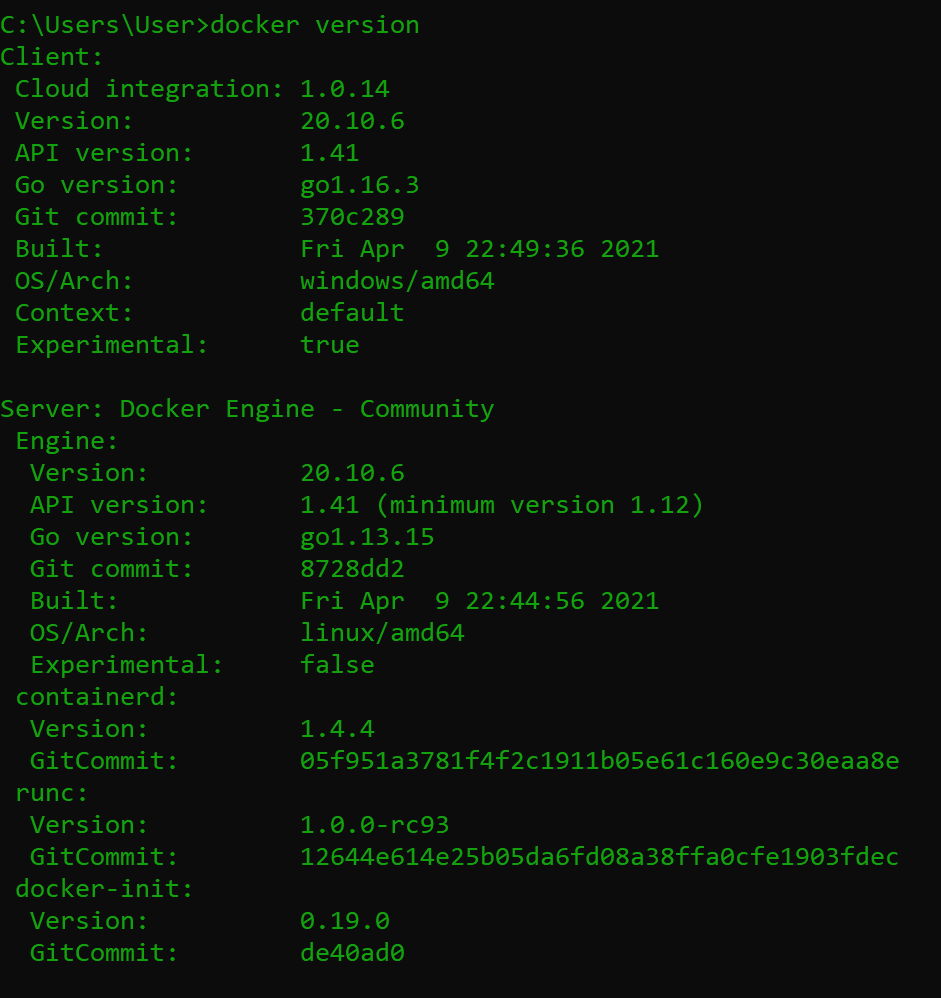 C:\Users\User>docker version
Client:
 Cloud integration: 1.0.14
 Version:           20.10.6
 API version:       1.41
 Go version:        go1.16.3
 Git commit:        370c289
 Built:             Fri Apr  9 22:49:36 2021
 OS/Arch:           windows/amd64
 Context:           default
 Experimental:      true

Server: Docker Engine - Community
 Engine:
  Version:          20.10.6
  API version:      1.41 (minimum version 1.12)
  Go version:       go1.13.15
  Git commit:       8728dd2
  Built:            Fri Apr  9 22:44:56 2021
  OS/Arch:          linux/amd64
  Experimental:     false
 containerd:
  Version:          1.4.4
  GitCommit:        05f951a3781f4f2c1911b05e61c160e9c30eaa8e
 runc:
  Version:          1.0.0-rc93
  GitCommit:        12644e614e25b05da6fd08a38ffa0cfe1903fdec
 docker-init:
  Version:          0.19.0
  GitCommit:        de40ad0